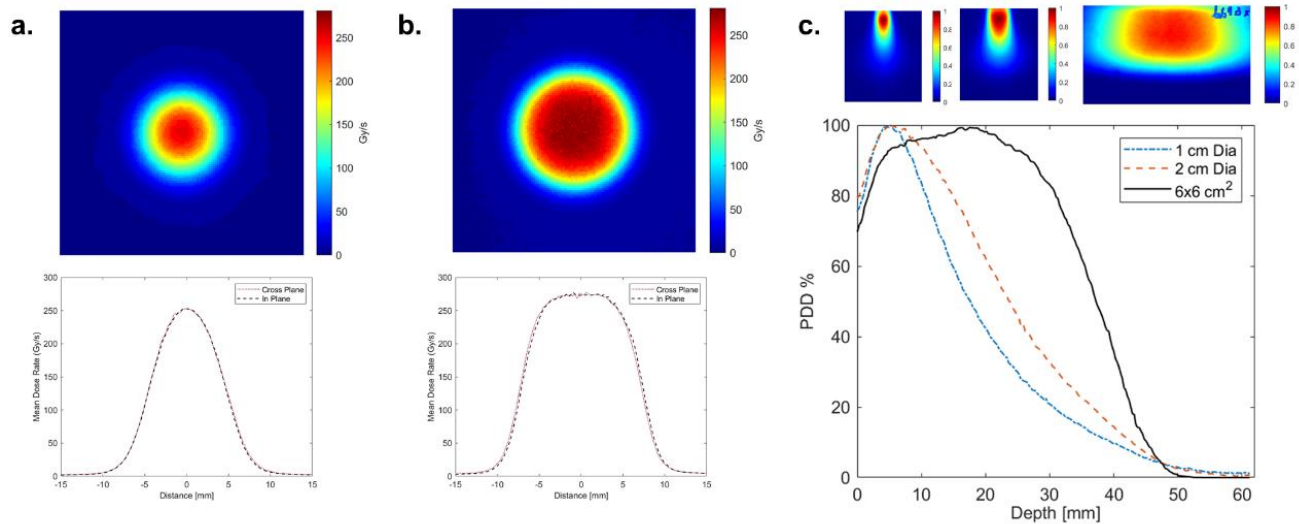 a.
250
200
150
100
50
0
Gy/s
300
250
200
150
100
50
0
Mean Dose Rate (Gy/s)
Cross Plane
In Plane
-15 -10 -5 0 5 10 15
Distance [mm]
b.
250
200
150
100
50
0
Gy/s
300
250
200
150
100
50
0
Mean Dose Rate (Gy/s)
Cross Plane
In Plane
-15 -10 -5 0 5 10 15
Distance [mm]
c.
1
0.8
0.6
0.4
0.2
0
1
0.8
0.6
0.4
0.2
0
1
0.8
0.6
0.4
0.2
0
100
80
60
40
20
0
PDD %
1 cm Dia
2 cm Dia
6x6 cm²
0 10 20 30 40 50 60
Depth [mm]